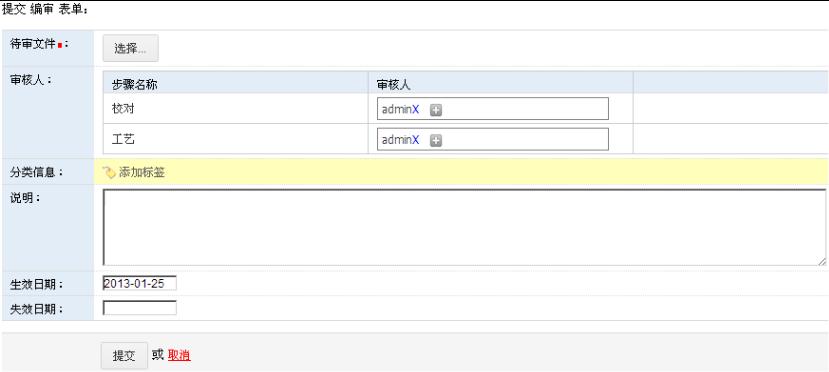 提交 编审 表单：
待审文件 ： 选择...
审核人： 步骤名称 审核人
校对 adminX
工艺 adminX
分类信息： 添加标签
说明：
生效日期： 2013-01-25
失效日期：
提交 或 取消